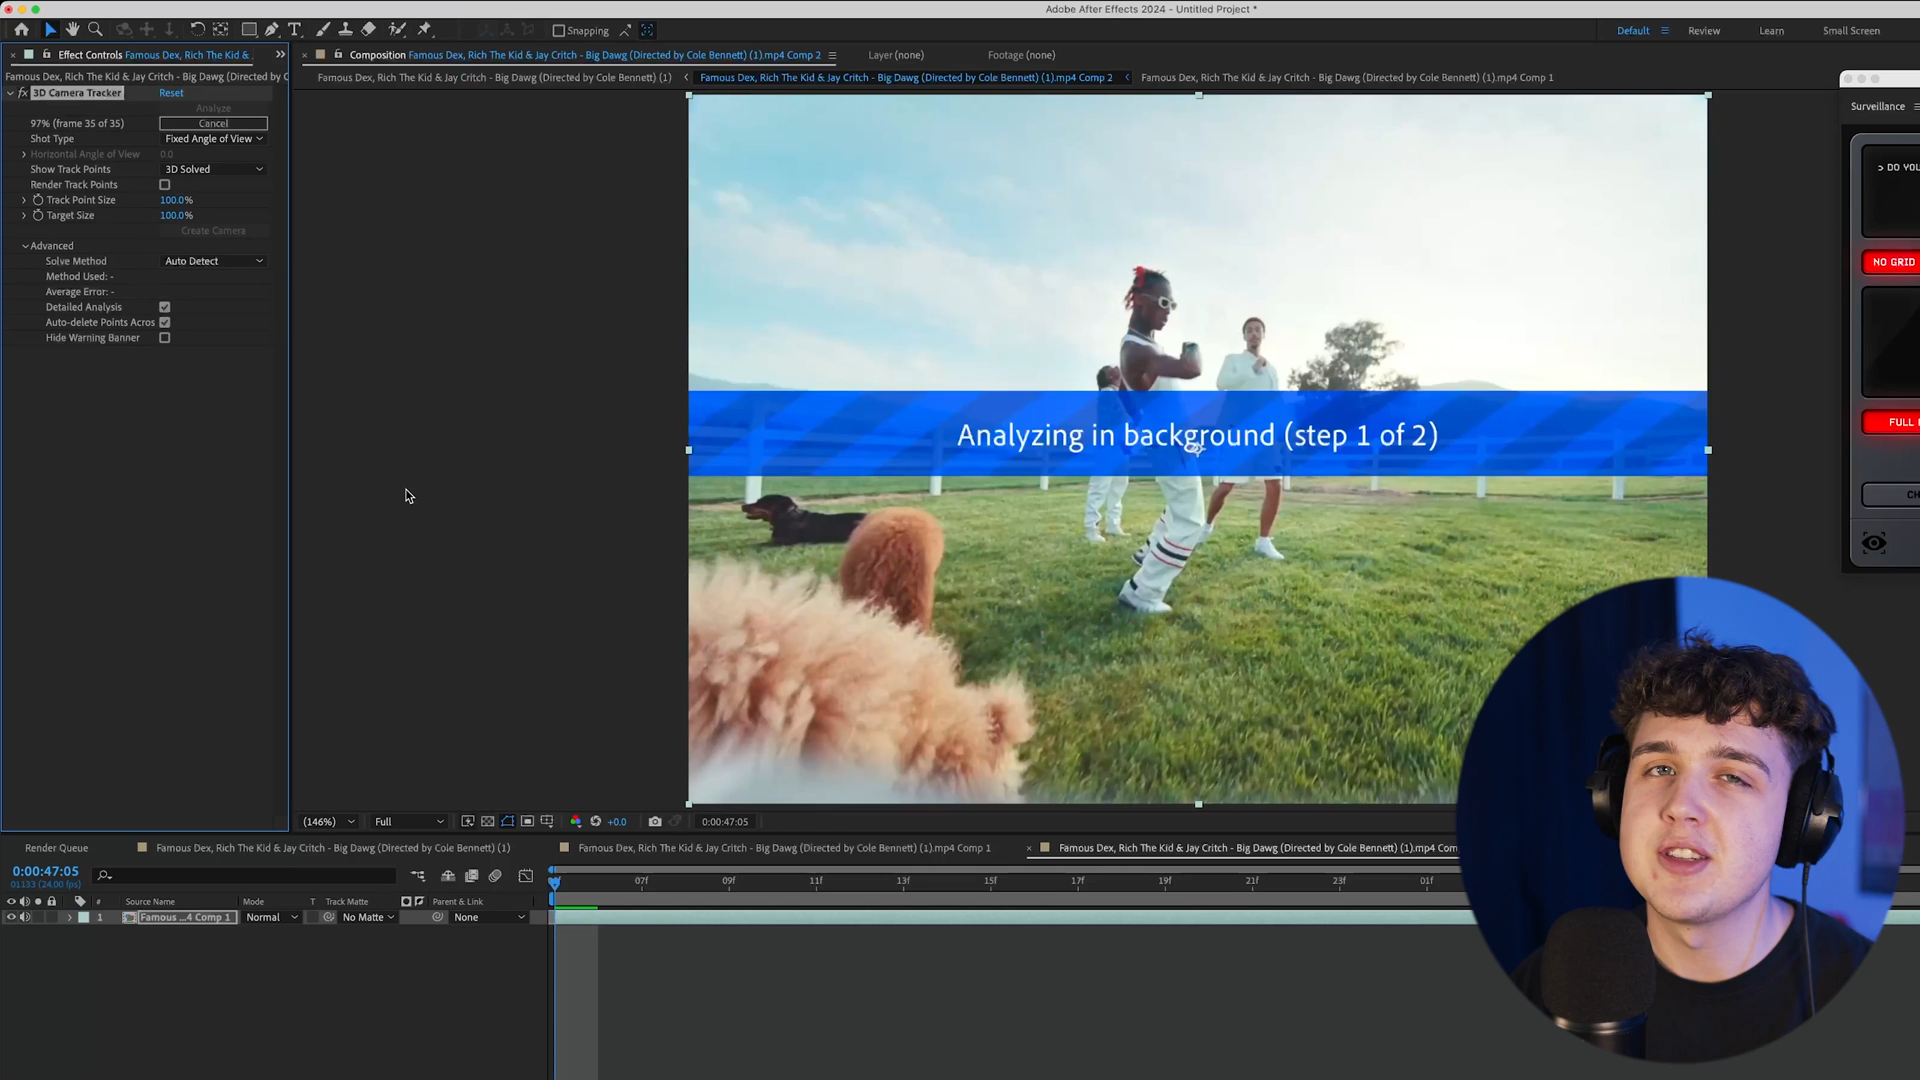 Adobe After Effects 2024 - Untitled Project *
Snapping
Default
Review
Learn
Small Screen
Effect Controls Famous Dex, Rich The Kid &
Composition Famous Dex, Rich The Kid & Jay Critch - Big Dawg (Directed by Cole Bennett) (1).mp4 Comp 2
Layer (none)
Footage (none)
Famous Dex, Rich The Kid & Jay Critch - Big Dawg (Directed by C
Famous Dex, Rich The Kid & Jay Critch - Big Dawg (Directed by Cole Bennett) (1)
Famous Dex, Rich The Kid & Jay Critch - Big Dawg (Directed by Cole Bennett) (1).mp4 Comp 2
Famous Dex, Rich The Kid & Jay Critch - Big Dawg (Directed by Cole Bennett) (1).mp4 Comp 1
fx 3D Camera Tracker
Reset
Analyze
97% (frame 35 of 35)
Cancel
Shot Type
Fixed Angle of View
Horizontal Angle of View
0.0
Show Track Points
3D Solved
Render Track Points
Track Point Size
100.0%
Target Size
100.0%
Create Camera
Advanced
Solve Method
Auto Detect
Method Used: -
Average Error: -
Detailed Analysis
Auto-delete Points Acros
Hide Warning Banner
Analyzing in background (step 1 of 2)
Surveillance
> DO YOU
NO GRID
FULL
CH
(146%)
Full
+0.0
0:00:47:05
Render Queue
Famous Dex, Rich The Kid & Jay Critch - Big Dawg (Directed by Cole Bennett) (1)
Famous Dex, Rich The Kid & Jay Critch - Big Dawg (Directed by Cole Bennett) (1).mp4 Comp 1
Famous Dex, Rich The Kid & Jay Critch - Big Dawg (Directed by Cole Bennett) (1).mp4 Com
0:00:47:05
01133 (24.00 fps)
07f
09f
11f
13f
15f
17f
19f
21f
23f
01f
#
Source Name
Mode
T
Track Matte
Parent & Link
1
Famous ...4 Comp 1
Normal
No Matte
None